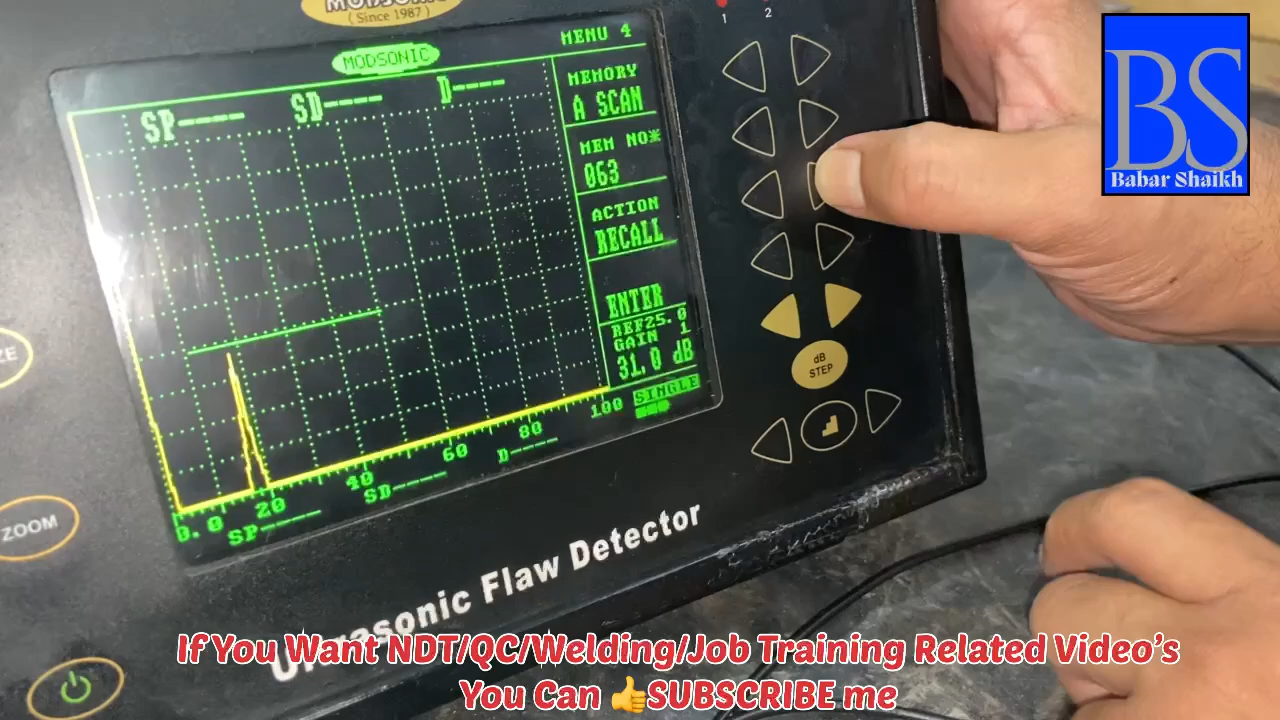 MODSONIC
( Since 1987 )
1 2
MODSONIC
MENU 4
SP---- SD---- D----
MEMORY
A SCAN
MEM NO*
063
ACTION
RECALL
ENTER
REF25.0
GAIN 1
31.0 dB
SINGLE
0.0 20 40 60 80 100
SP---- SD---- D----
dB
STEP
ZOOM
Ultrasonic Flaw Detector
BS
Babar Shaikh
If You Want NDT/QC/Welding/Job Training Related Video's
You Can 👍SUBSCRIBE me